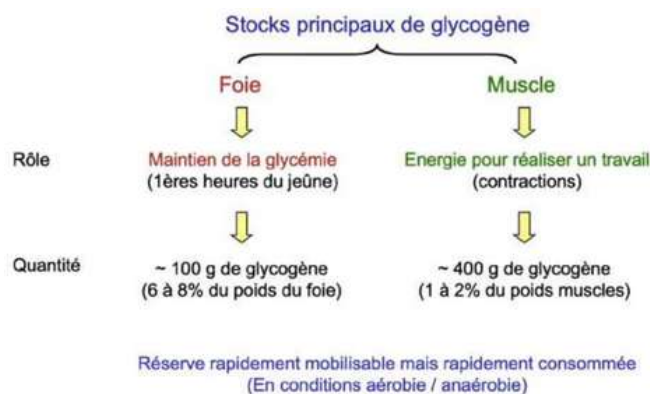 Stocks principaux de glycogène
Foie
Muscle
Rôle
Maintien de la glycémie
(1ères heures du jeûne)
Energie pour réaliser un travail
(contractions)
Quantité
~ 100 g de glycogène
(6 à 8% du poids du foie)
~ 400 g de glycogène
(1 à 2% du poids muscles)
Réserve rapidement mobilisable mais rapidement consommée
(En conditions aérobie / anaérobie)